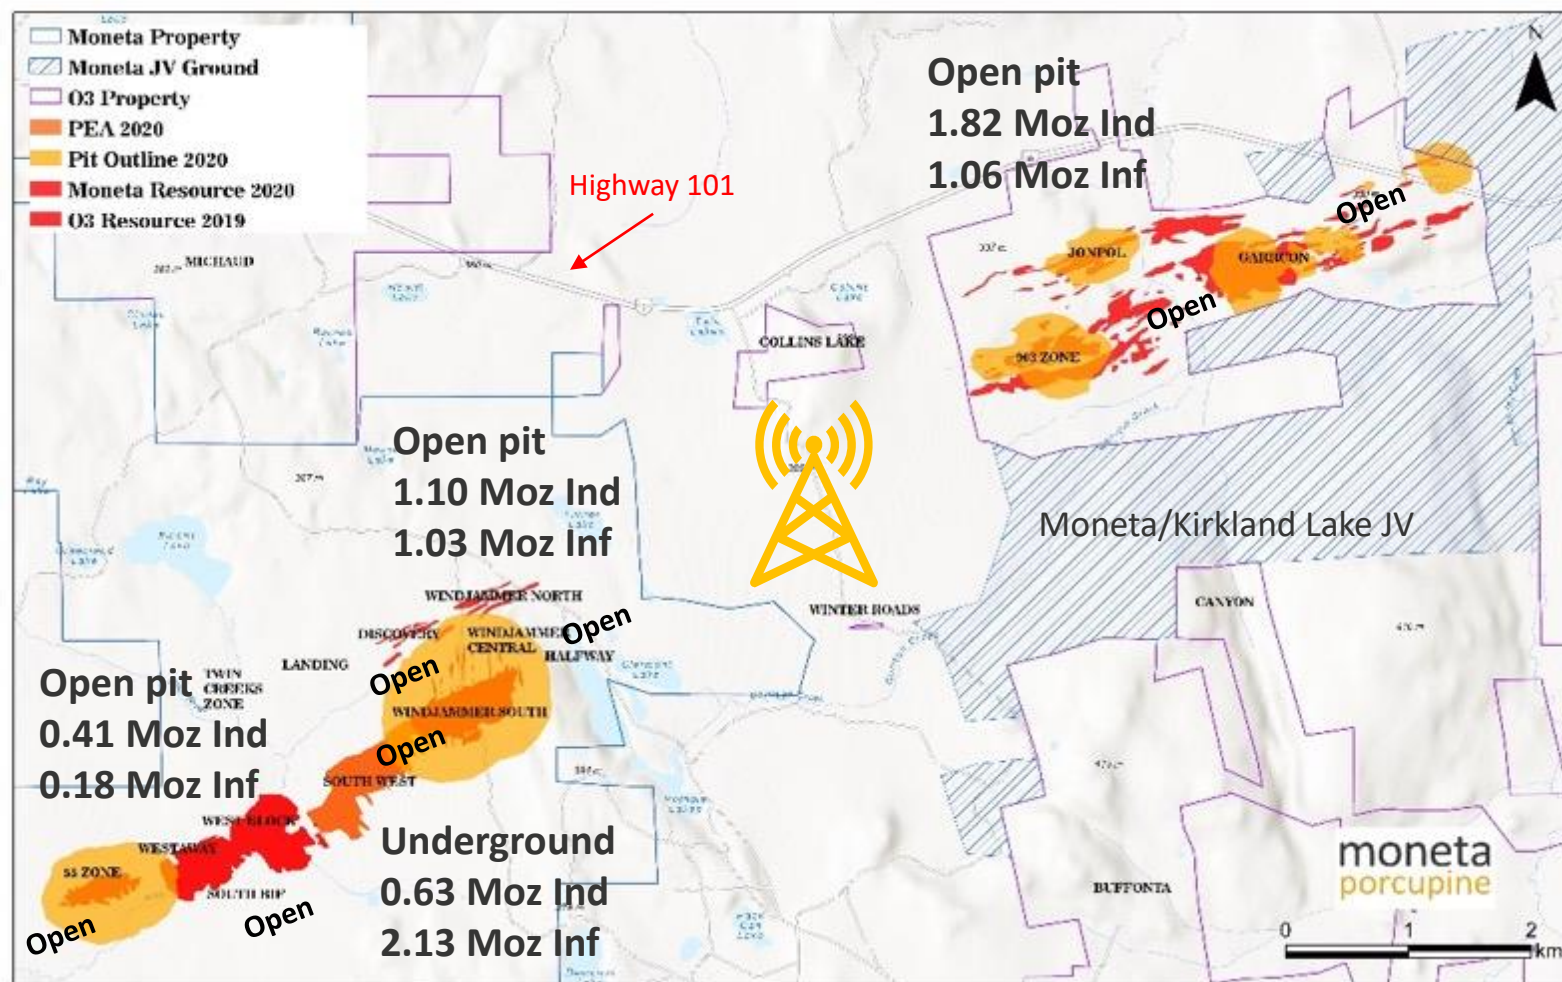 Moneta Property
Moneta JV Ground
O3 Property
PEA 2020
Pit Outline 2020
Moneta Resource 2020
O3 Resource 2019
N
Open pit
1.82 Moz Ind
1.06 Moz Inf
Highway 101
MICHAUD
Open
JONPOL
GARRCON
Open
903 ZONE
COLLINS LAKE
Open pit
1.10 Moz Ind
1.03 Moz Inf
Moneta/Kirkland Lake JV
WINDJAMMER NORTH
DISCOVERY
WINDJAMMER
CENTRAL
Open
HALFWAY
WINTER ROADS
CANYON
LANDING
TWIN
CREEKS
ZONE
Open
WINDJAMMER SOUTH
Open
Open pit
0.41 Moz Ind
0.18 Moz Inf
SOUTH WEST
WEST BLOCK
WESTAWAY
55 ZONE
SOUTH BIF
Open
Open
Underground
0.63 Moz Ind
2.13 Moz Inf
BUFFONTA
moneta
porcupine
0 1 2
km